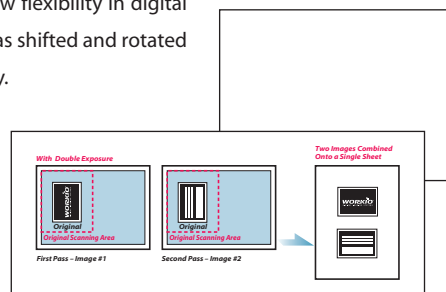 w flexibility in digital
as shifted and rotated
y.
With Double Exposure
Two Images Combined
Onto a Single Sheet
WORKIO
Original
Original Scanning Area
WORKIO
Original
Original Scanning Area
First Pass – Image #1
Second Pass – Image #2